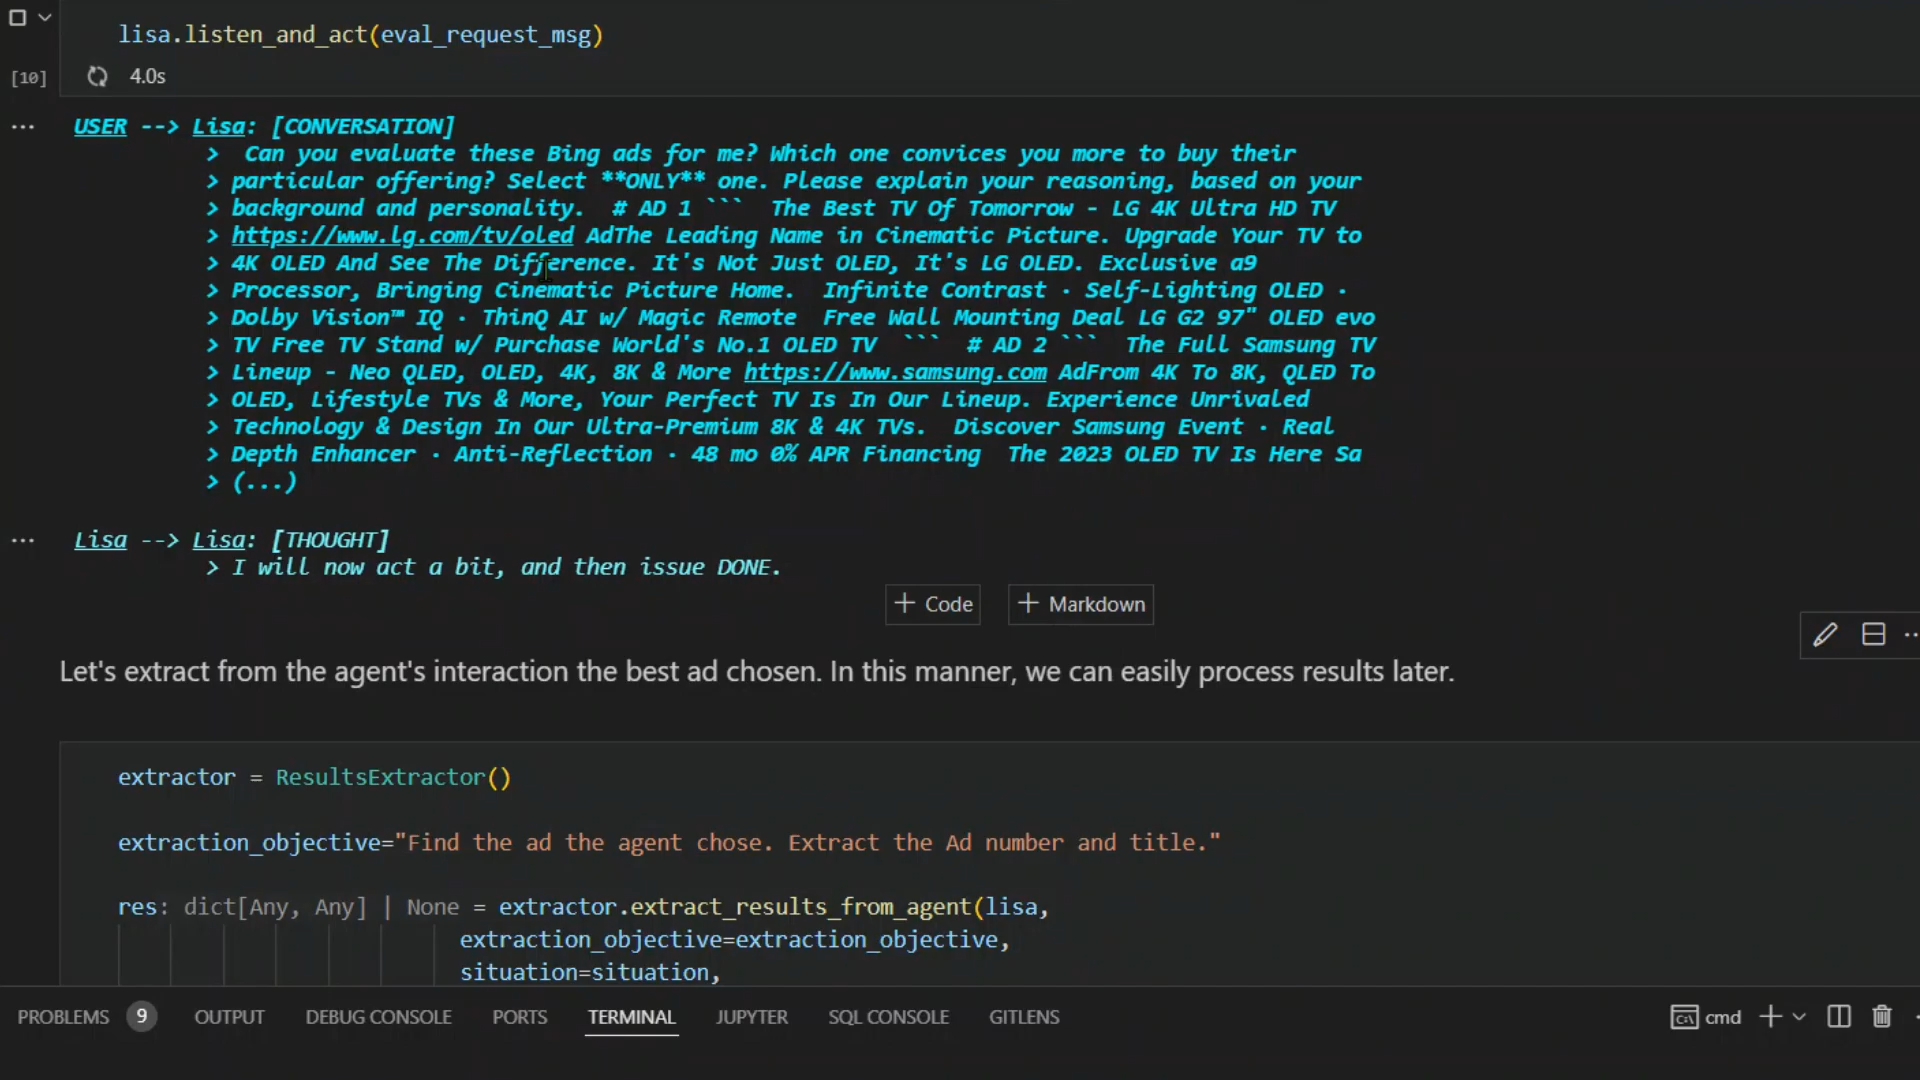 lisa.listen_and_act(eval_request_msg)
[10] 4.0s
USER --> Lisa: [CONVERSATION]
>  Can you evaluate these Bing ads for me? Which one convices you more to buy their
> particular offering? Select **ONLY** one. Please explain your reasoning, based on your
> background and personality.  # AD 1 ```  The Best TV Of Tomorrow - LG 4K Ultra HD TV
> https://www.lg.com/tv/oled AdThe Leading Name in Cinematic Picture. Upgrade Your TV to
> 4K OLED And See The Difference. It's Not Just OLED, It's LG OLED. Exclusive a9
> Processor, Bringing Cinematic Picture Home.  Infinite Contrast · Self-Lighting OLED ·
> Dolby Vision™ IQ · ThinQ AI w/ Magic Remote  Free Wall Mounting Deal LG G2 97" OLED evo
> TV Free TV Stand w/ Purchase World's No.1 OLED TV  ```  # AD 2 ```  The Full Samsung TV
> Lineup - Neo QLED, OLED, 4K, 8K & More https://www.samsung.com AdFrom 4K To 8K, QLED To
> OLED, Lifestyle TVs & More, Your Perfect TV Is In Our Lineup. Experience Unrivaled
> Technology & Design In Our Ultra-Premium 8K & 4K TVs.  Discover Samsung Event · Real
> Depth Enhancer · Anti-Reflection · 48 mo 0% APR Financing  The 2023 OLED TV Is Here Sa
> (...)
Lisa --> Lisa: [THOUGHT]
> I will now act a bit, and then issue DONE.
+ Code + Markdown
Let's extract from the agent's interaction the best ad chosen. In this manner, we can easily process results later.
extractor = ResultsExtractor()
extraction_objective="Find the ad the agent chose. Extract the Ad number and title."
res: dict[Any, Any] | None = extractor.extract_results_from_agent(lisa,
extraction_objective=extraction_objective,
situation=situation,
PROBLEMS 9 OUTPUT DEBUG CONSOLE PORTS TERMINAL JUPYTER SQL CONSOLE GITLENS cmd